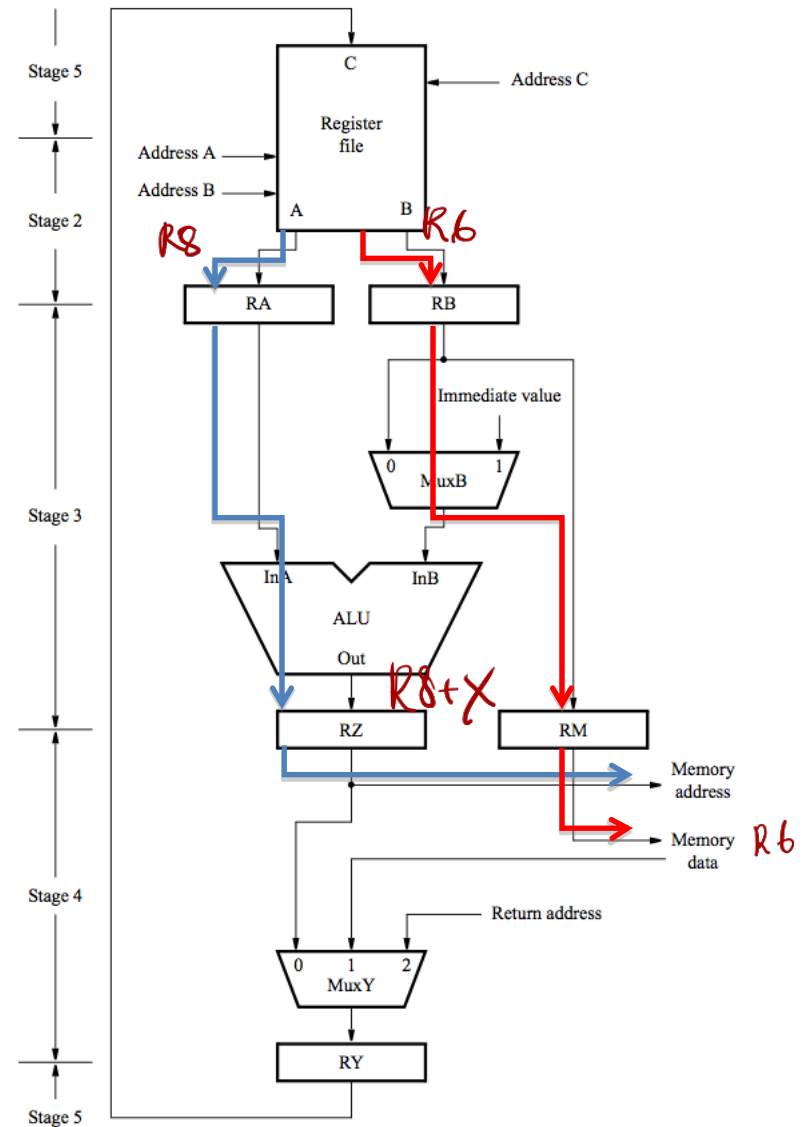 Stage 5
C
Address C
Register
file
Address A
Address B
Stage 2
A
B
R8
R6
RA
RB
Immediate value
0
1
MuxB
Stage 3
InA
InB
ALU
Out
R8+X
RZ
RM
Memory
address
Memory
data
R6
Stage 4
Return address
0
1
2
MuxY
RY
Stage 5